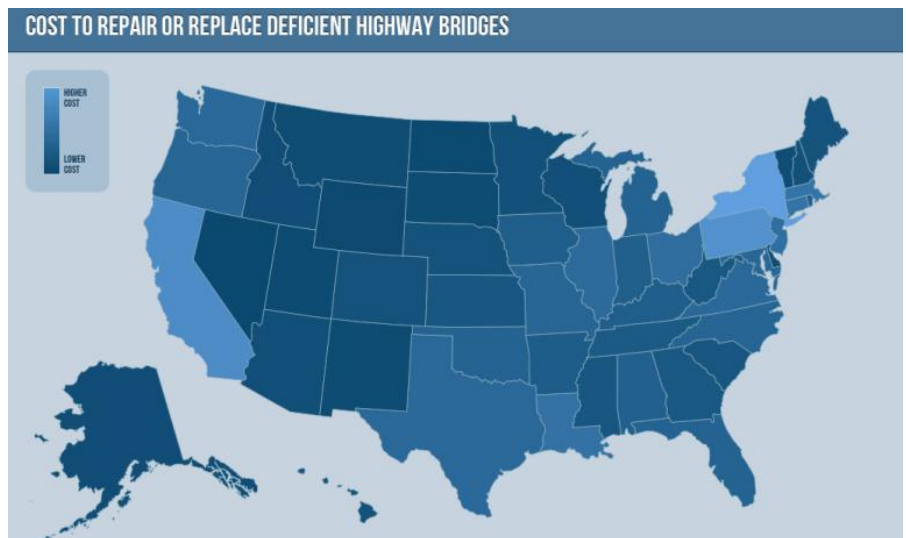 COST TO REPAIR OR REPLACE DEFICIENT HIGHWAY BRIDGES
HIGHER
COST
LOWER
COST